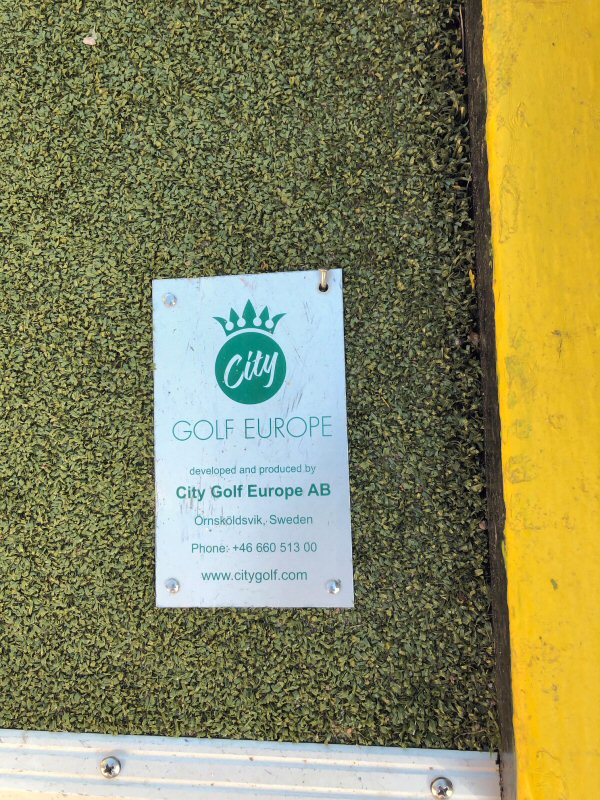 City
GOLF EUROPE
developed and produced by
City Golf Europe AB
Örnsköldsvik, Sweden
Phone: +46 660 513 00
www.citygolf.com